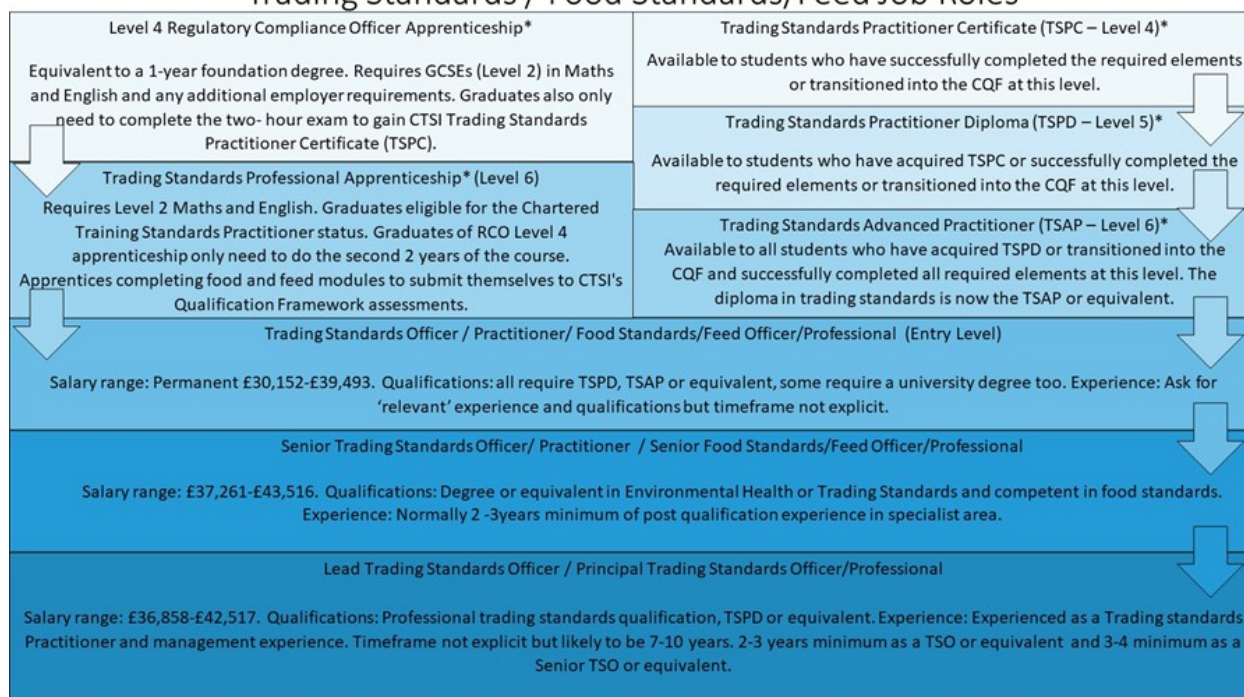 Trading Standards / Food Standards/Feed Job Roles
Level 4 Regulatory Compliance Officer Apprenticeship*
Equivalent to a 1-year foundation degree. Requires GCSEs (Level 2) in Maths
and English and any additional employer requirements. Graduates also only
need to complete the two- hour exam to gain CTSI Trading Standards
Practitioner Certificate (TSPC).
Trading Standards Professional Apprenticeship* (Level 6)
Requires Level 2 Maths and English. Graduates eligible for the Chartered
Training Standards Practitioner status. Graduates of RCO Level 4
apprenticeship only need to do the second 2 years of the course.
Apprentices completing food and feed modules to submit themselves to CTSI's
Qualification Framework assessments.
Trading Standards Practitioner Certificate (TSPC – Level 4)*
Available to students who have successfully completed the required elements
or transitioned into the CQF at this level.
Trading Standards Practitioner Diploma (TSPD – Level 5)*
Available to students who have acquired TSPC or successfully completed the
required elements or transitioned into the CQF at this level.
Trading Standards Advanced Practitioner (TSAP – Level 6)*
Available to all students who have acquired TSPD or transitioned into the
CQF and successfully completed all required elements at this level. The
diploma in trading standards is now the TSAP or equivalent.
Trading Standards Officer / Practitioner/ Food Standards/Feed Officer/Professional (Entry Level)
Salary range: Permanent £30,152-£39,493. Qualifications: all require TSPD, TSAP or equivalent, some require a university degree too. Experience: Ask for
‘relevant’ experience and qualifications but timeframe not explicit.
Senior Trading Standards Officer/ Practitioner / Senior Food Standards/Feed Officer/Professional
Salary range: £37,261-£43,516. Qualifications: Degree or equivalent in Environmental Health or Trading Standards and competent in food standards.
Experience: Normally 2 -3years minimum of post qualification experience in specialist area.
Lead Trading Standards Officer / Principal Trading Standards Officer/Professional
Salary range: £36,858-£42,517. Qualifications: Professional trading standards qualification, TSPD or equivalent. Experience: Experienced as a Trading standards
Practitioner and management experience. Timeframe not explicit but likely to be 7-10 years. 2-3 years minimum as a TSO or equivalent and 3-4 minimum as a
Senior TSO or equivalent.